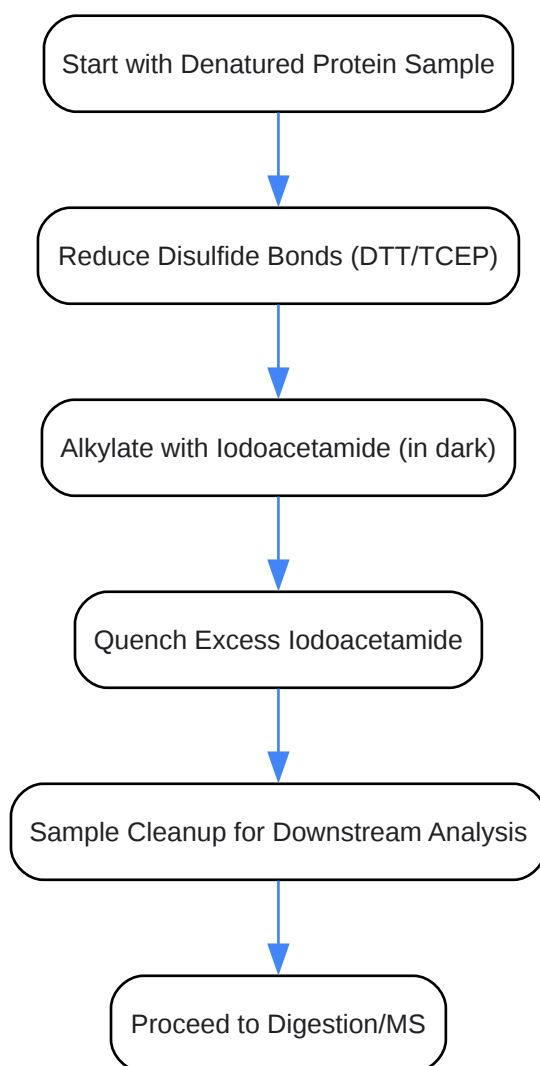 Start with Denatured Protein Sample
Reduce Disulfide Bonds (DTT/TCEP)
Alkylate with Iodoacetamide (in dark)
Quench Excess Iodoacetamide
Sample Cleanup for Downstream Analysis
Proceed to Digestion/MS